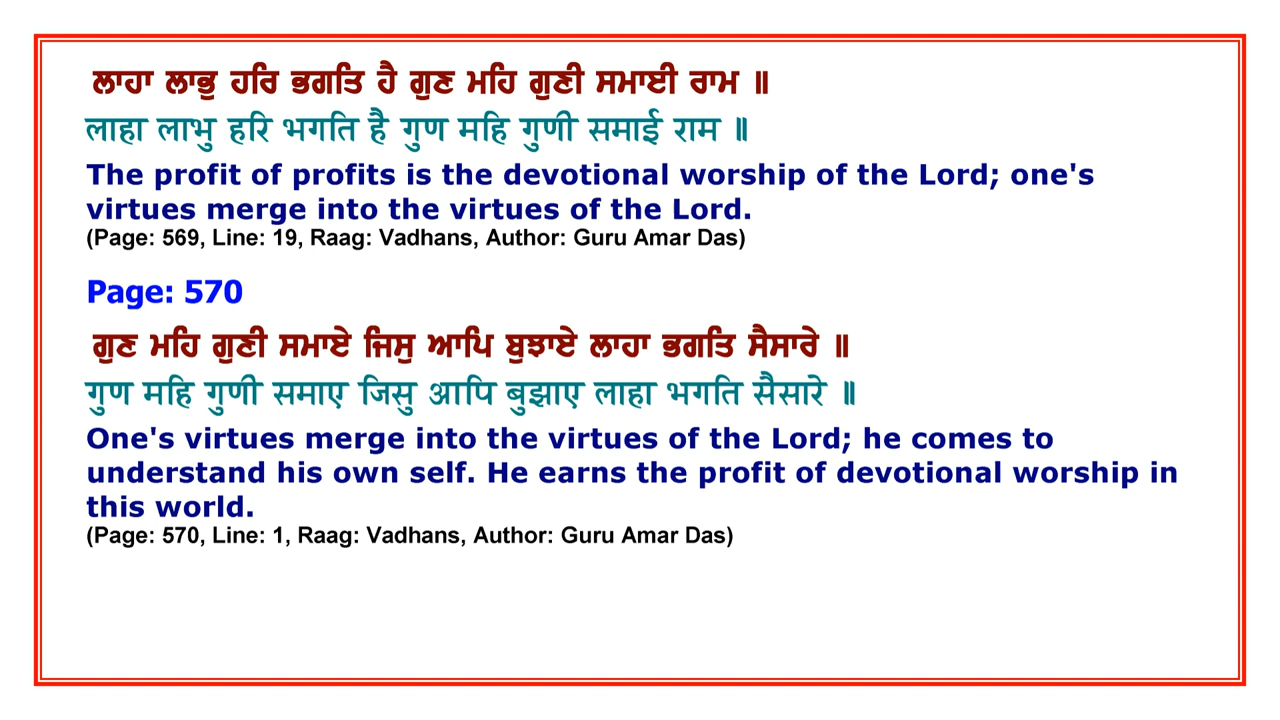 ਲਾਹਾ ਲਾਭੁ ਹਰਿ ਭਗਤਿ ਹੈ ਗੁਣ ਮਹਿ ਗੁਣੀ ਸਮਾਈ ਰਾਮ ॥
लाहा लाभु हरि भगति है गुण महि गुणी समाई राम ॥
The profit of profits is the devotional worship of the Lord; one's
virtues merge into the virtues of the Lord.
(Page: 569, Line: 19, Raag: Vadhans, Author: Guru Amar Das)
Page: 570
ਗੁਣ ਮਹਿ ਗੁਣੀ ਸਮਾਏ ਜਿਸੁ ਆਪਿ ਬੁਝਾਏ ਲਾਹਾ ਭਗਤਿ ਸੈਸਾਰੇ ॥
गुण महि गुणी समाए जिसु आपि बुझाए लाहा भगति सैसारे ॥
One's virtues merge into the virtues of the Lord; he comes to
understand his own self. He earns the profit of devotional worship in
this world.
(Page: 570, Line: 1, Raag: Vadhans, Author: Guru Amar Das)